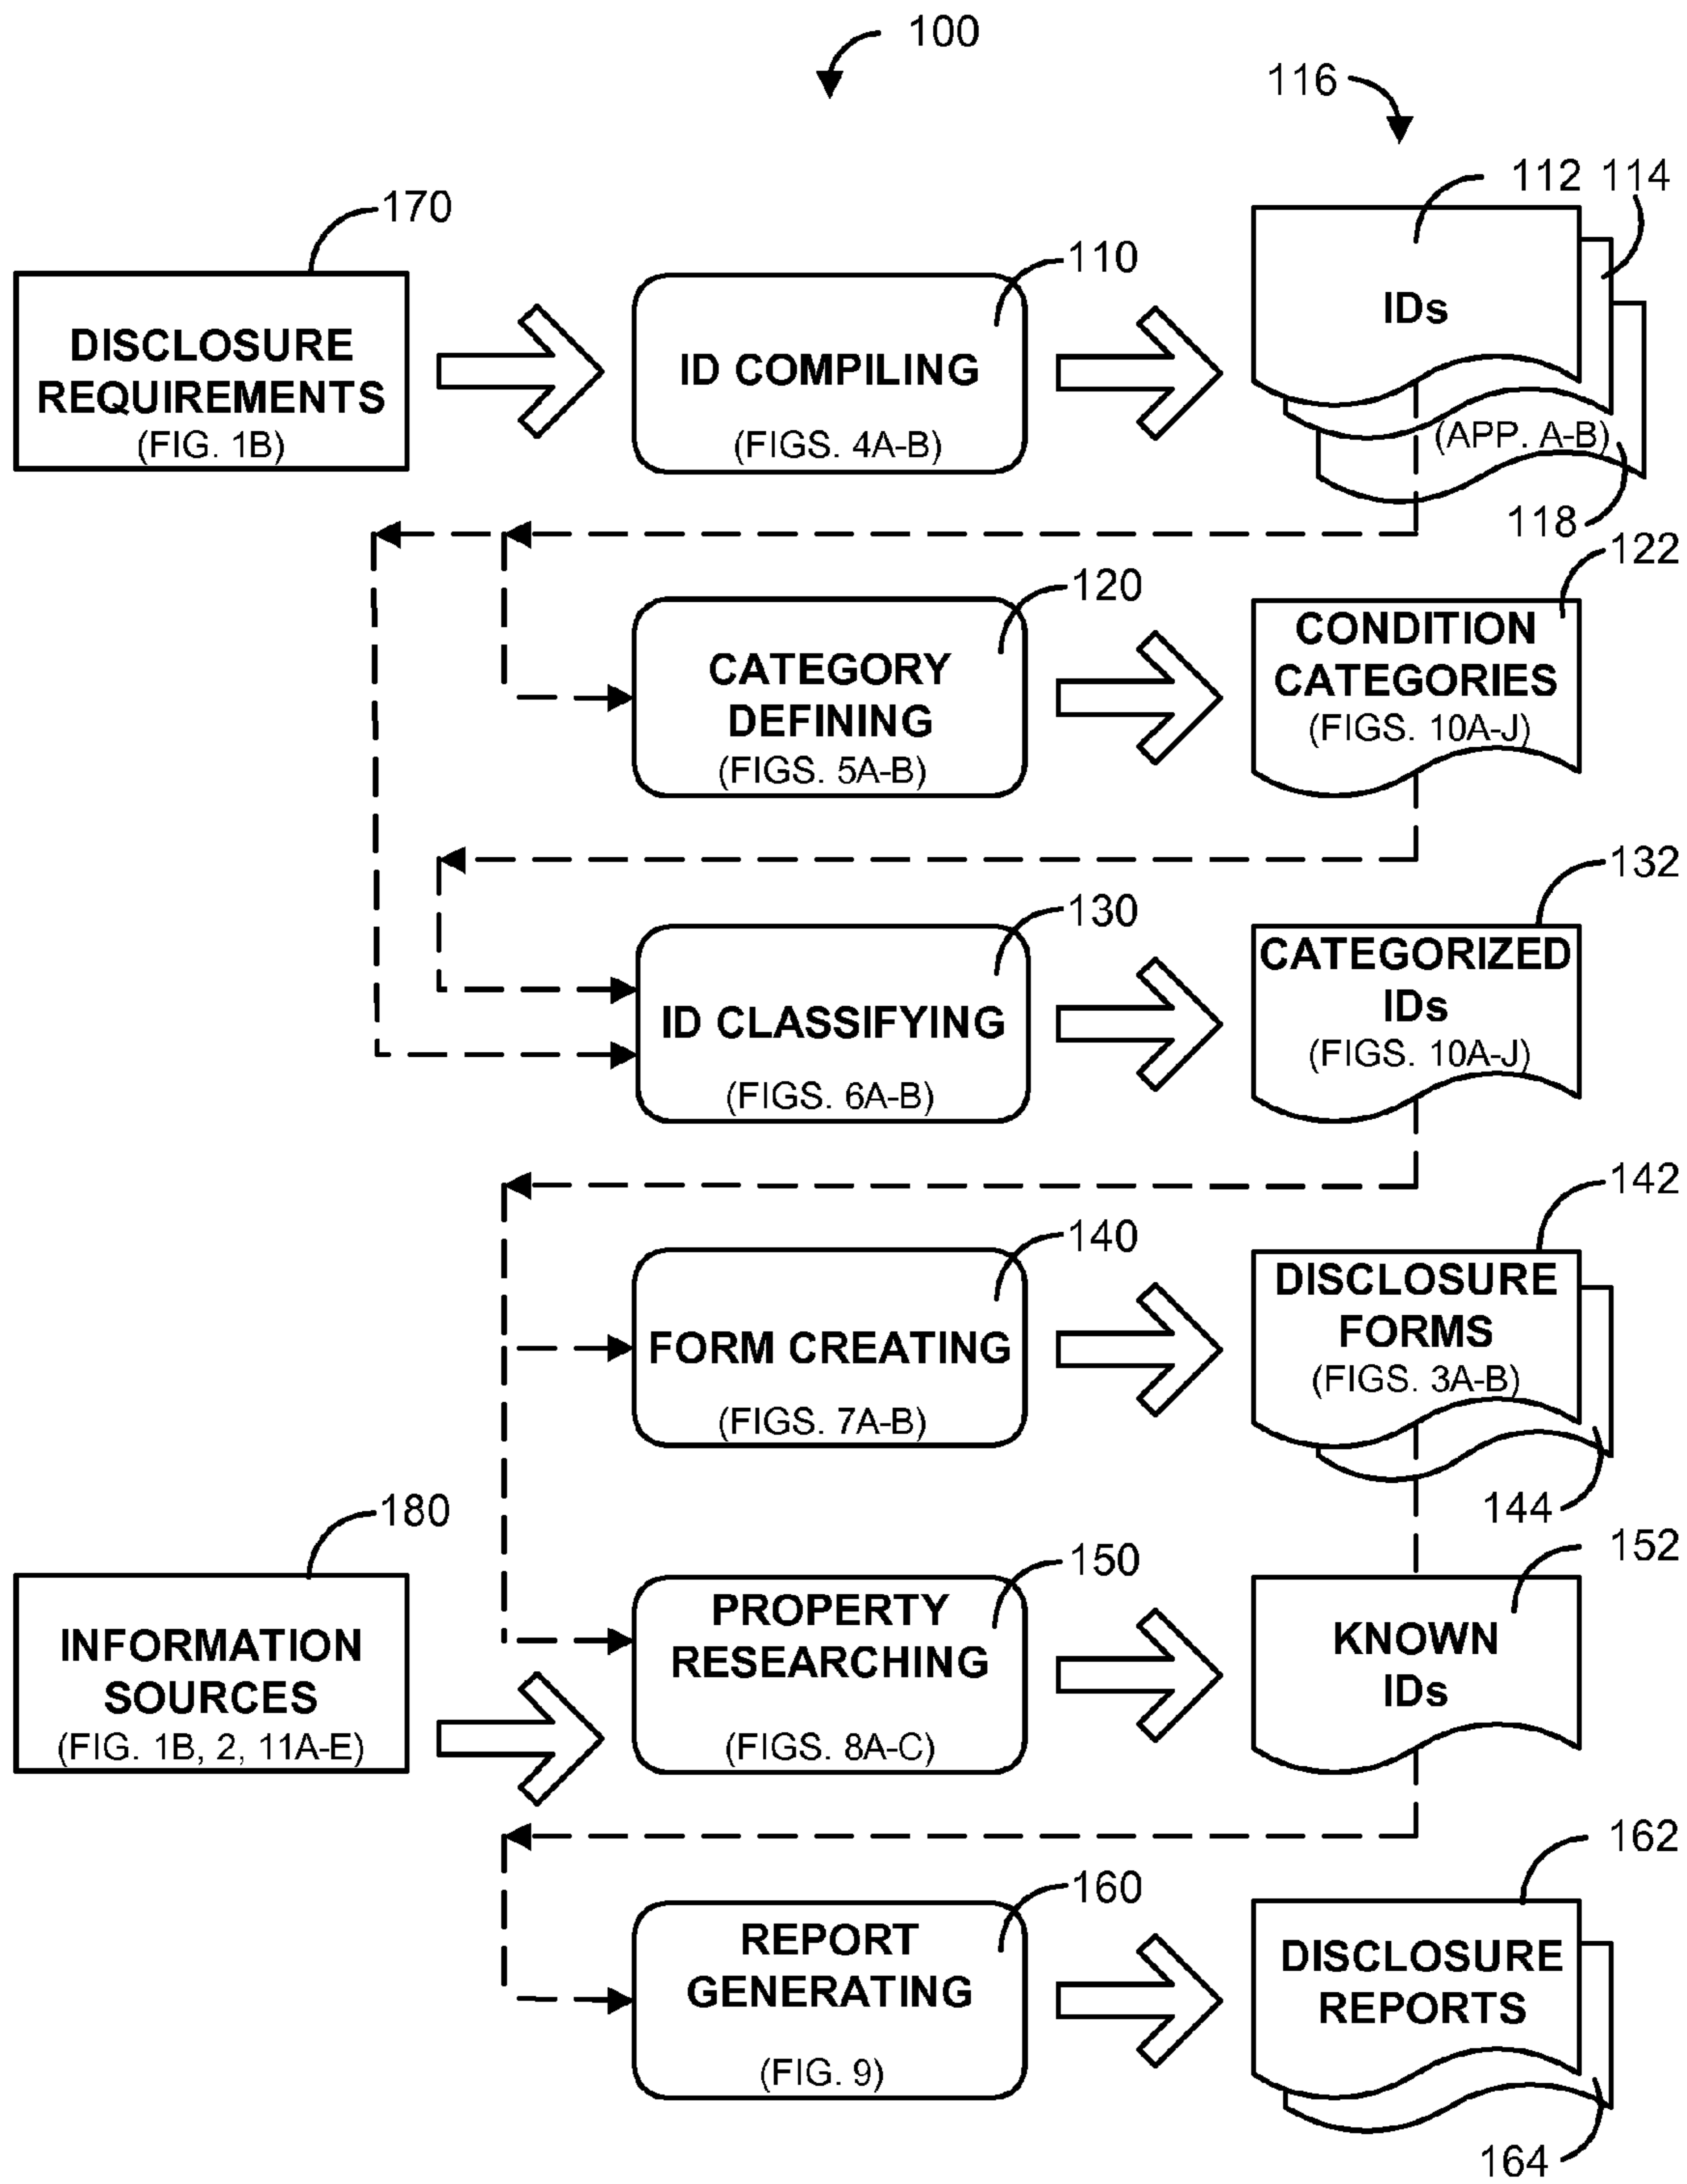 100
116
112
114
170
110
DISCLOSURE
REQUIREMENTS
(FIG. 1B)
ID COMPILING
(FIGS. 4A-B)
IDs
(APP. A-B)
118
122
120
CATEGORY
DEFINING
(FIGS. 5A-B)
CONDITION
CATEGORIES
(FIGS. 10A-J)
132
130
ID CLASSIFYING
(FIGS. 6A-B)
CATEGORIZED
IDs
(FIGS. 10A-J)
142
140
FORM CREATING
(FIGS. 7A-B)
DISCLOSURE
FORMS
(FIGS. 3A-B)
144
180
150
152
INFORMATION
SOURCES
(FIG. 1B, 2, 11A-E)
PROPERTY
RESEARCHING
(FIGS. 8A-C)
KNOWN
IDs
162
160
REPORT
GENERATING
(FIG. 9)
DISCLOSURE
REPORTS
164